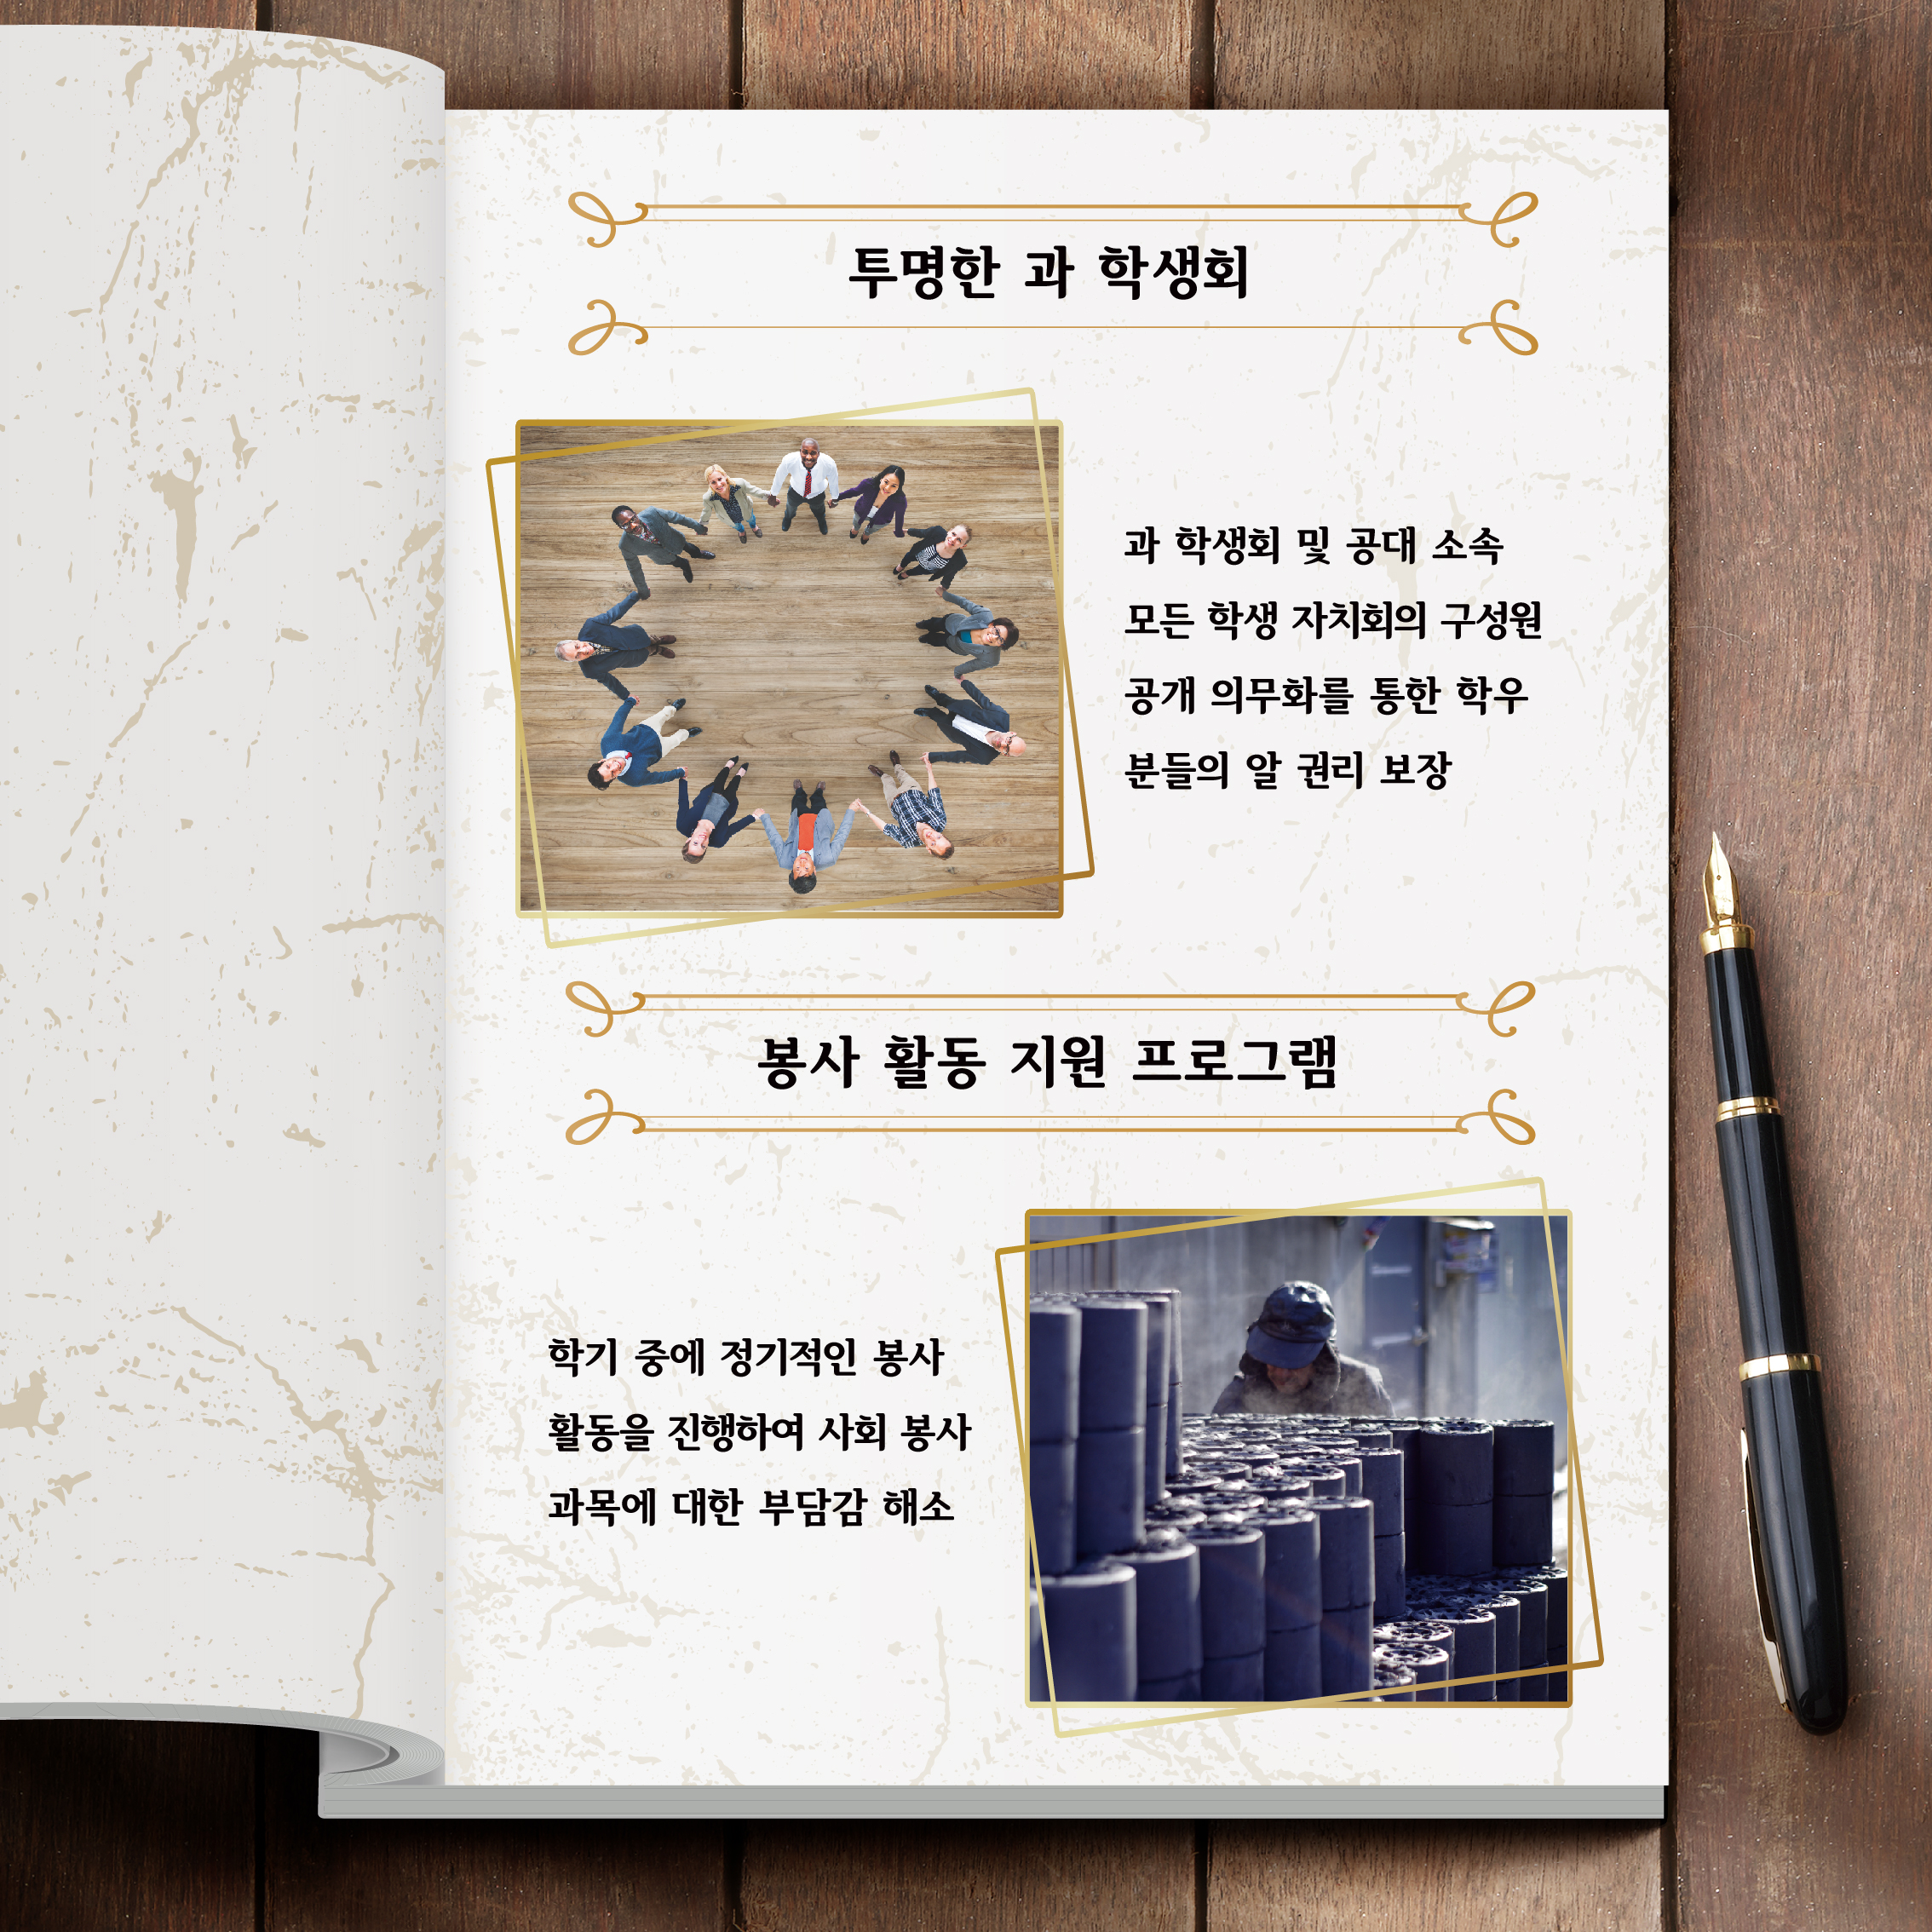 투명한 과 학생회
과 학생회 및 공대 소속
모든 학생 자치회의 구성원
공개 의무화를 통한 학우
분들의 알 권리 보장
봉사 활동 지원 프로그램
학기 중에 정기적인 봉사
활동을 진행하여 사회 봉사
과목에 대한 부담감 해소